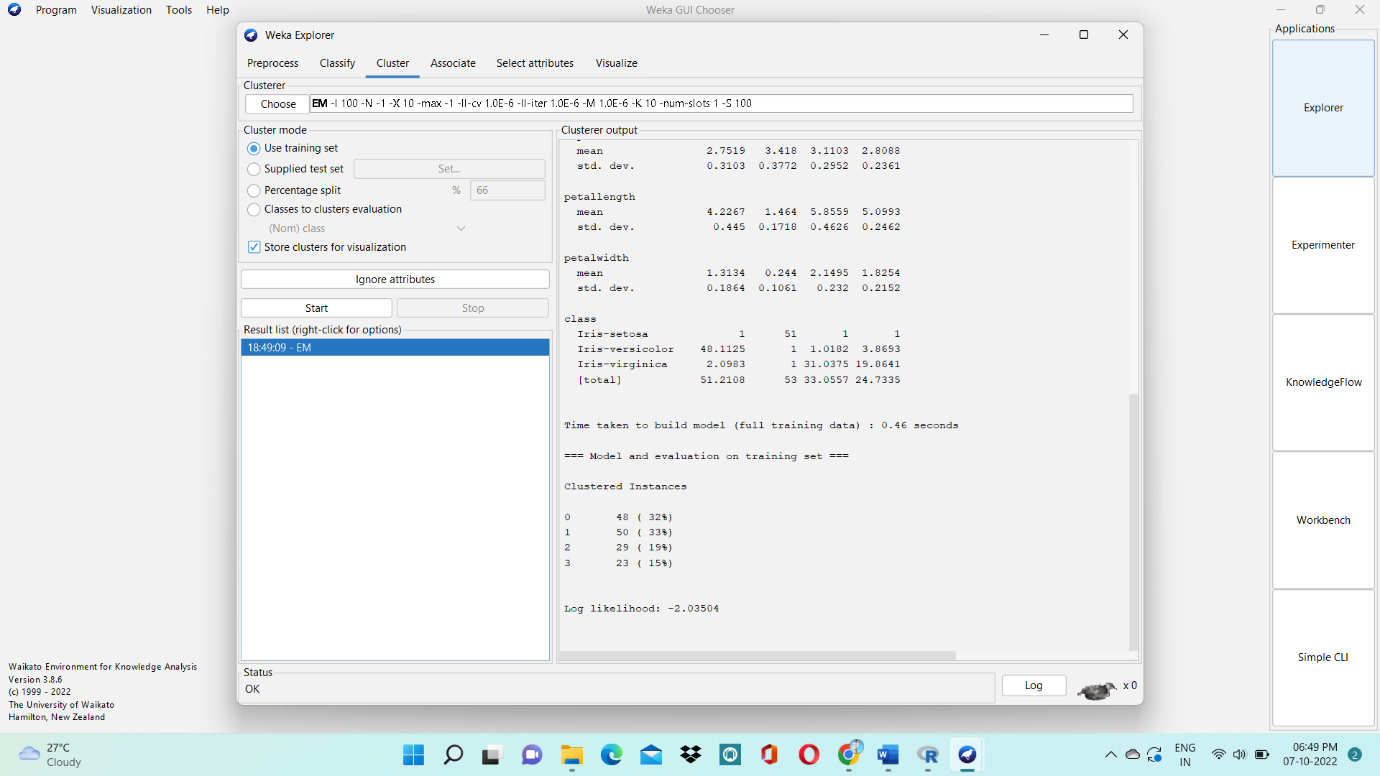 Program Visualization Tools Help
Weka GUI Chooser
Applications
Weka Explorer
Preprocess Classify Cluster Associate Select attributes Visualize
Clusterer
Choose EM -I 100 -N -1 -X 10 -max -1 -ll-cv 1.0E-6 -ll-iter 1.0E-6 -M 1.0E-6 -K 10 -num-slots 1 -S 100
Cluster mode
Use training set
Supplied test set Set...
Percentage split % 66
Classes to clusters evaluation
(Nom) class
Store clusters for visualization
Ignore attributes
Start Stop
Result list (right-click for options)
18:49:09 - EM
Clusterer output
mean 2.7519 3.418 3.1103 2.8088
std. dev. 0.3103 0.3772 0.2952 0.2361
petallength
mean 4.2267 1.464 5.8559 5.0993
std. dev. 0.445 0.1718 0.4626 0.2462
petalwidth
mean 1.3134 0.244 2.1495 1.8254
std. dev. 0.1864 0.1061 0.232 0.2152
class
Iris-setosa 1 51 1 1
Iris-versicolor 48.1125 1 1.0182 3.8693
Iris-virginica 2.0983 1 31.0375 19.8641
[total] 51.2108 53 33.0557 24.7335
Time taken to build model (full training data) : 0.46 seconds
=== Model and evaluation on training set ===
Clustered Instances
0 48 ( 32%)
1 50 ( 33%)
2 29 ( 19%)
3 23 ( 15%)
Log likelihood: -2.03504
Status
OK
Log
x 0
Explorer
Experimenter
KnowledgeFlow
Workbench
Simple CLI
Waikato Environment for Knowledge Analysis
Version 3.8.6
(c) 1999 - 2022
The University of Waikato
Hamilton, New Zealand
27°C
Cloudy
ENG
IN
06:49 PM
07-10-2022
2